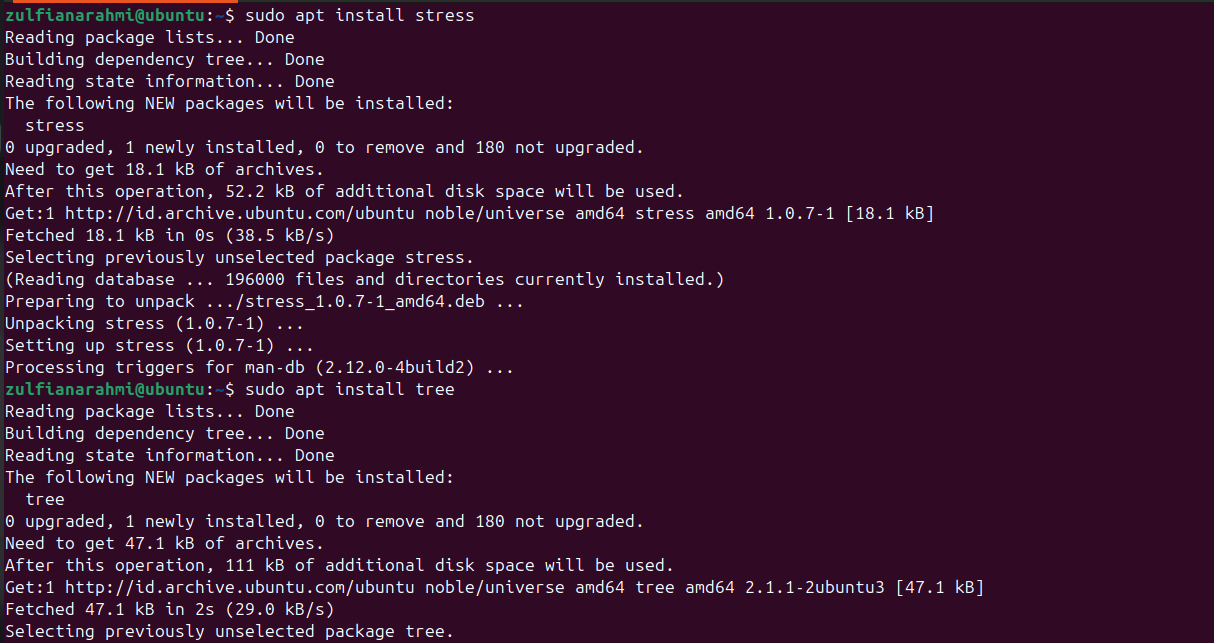 zulfianarahmi@ubuntu:~$ sudo apt install stress
Reading package lists... Done
Building dependency tree... Done
Reading state information... Done
The following NEW packages will be installed:
  stress
0 upgraded, 1 newly installed, 0 to remove and 180 not upgraded.
Need to get 18.1 kB of archives.
After this operation, 52.2 kB of additional disk space will be used.
Get:1 http://id.archive.ubuntu.com/ubuntu noble/universe amd64 stress amd64 1.0.7-1 [18.1 kB]
Fetched 18.1 kB in 0s (38.5 kB/s)
Selecting previously unselected package stress.
(Reading database ... 196000 files and directories currently installed.)
Preparing to unpack .../stress_1.0.7-1_amd64.deb ...
Unpacking stress (1.0.7-1) ...
Setting up stress (1.0.7-1) ...
Processing triggers for man-db (2.12.0-4build2) ...
zulfianarahmi@ubuntu:~$ sudo apt install tree
Reading package lists... Done
Building dependency tree... Done
Reading state information... Done
The following NEW packages will be installed:
  tree
0 upgraded, 1 newly installed, 0 to remove and 180 not upgraded.
Need to get 47.1 kB of archives.
After this operation, 111 kB of additional disk space will be used.
Get:1 http://id.archive.ubuntu.com/ubuntu noble/universe amd64 tree amd64 2.1.1-2ubuntu3 [47.1 kB]
Fetched 47.1 kB in 2s (29.0 kB/s)
Selecting previously unselected package tree.